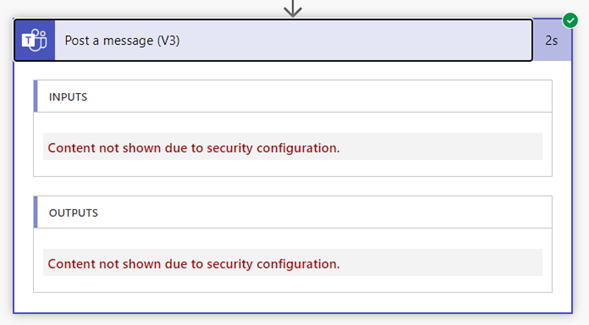 Post a message (V3)
2s
INPUTS
Content not shown due to security configuration.
OUTPUTS
Content not shown due to security configuration.